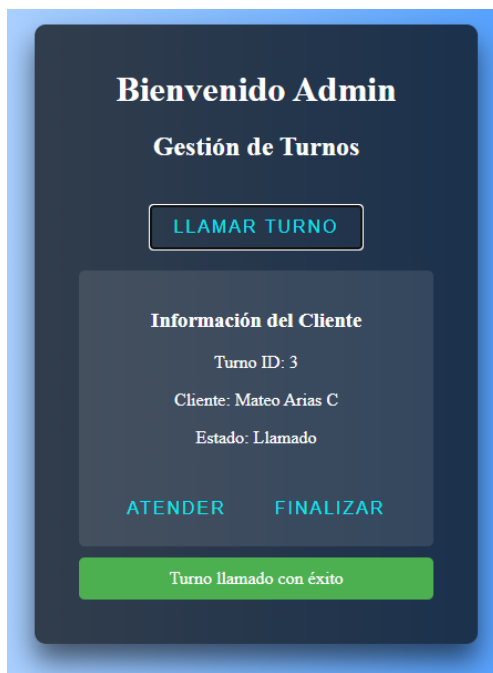 Bienvenido Admin
Gestión de Turnos
LLAMAR TURNO
Información del Cliente
Turno ID: 3
Cliente: Mateo Arias C
Estado: Llamado
ATENDER FINALIZAR
Turno llamado con éxito